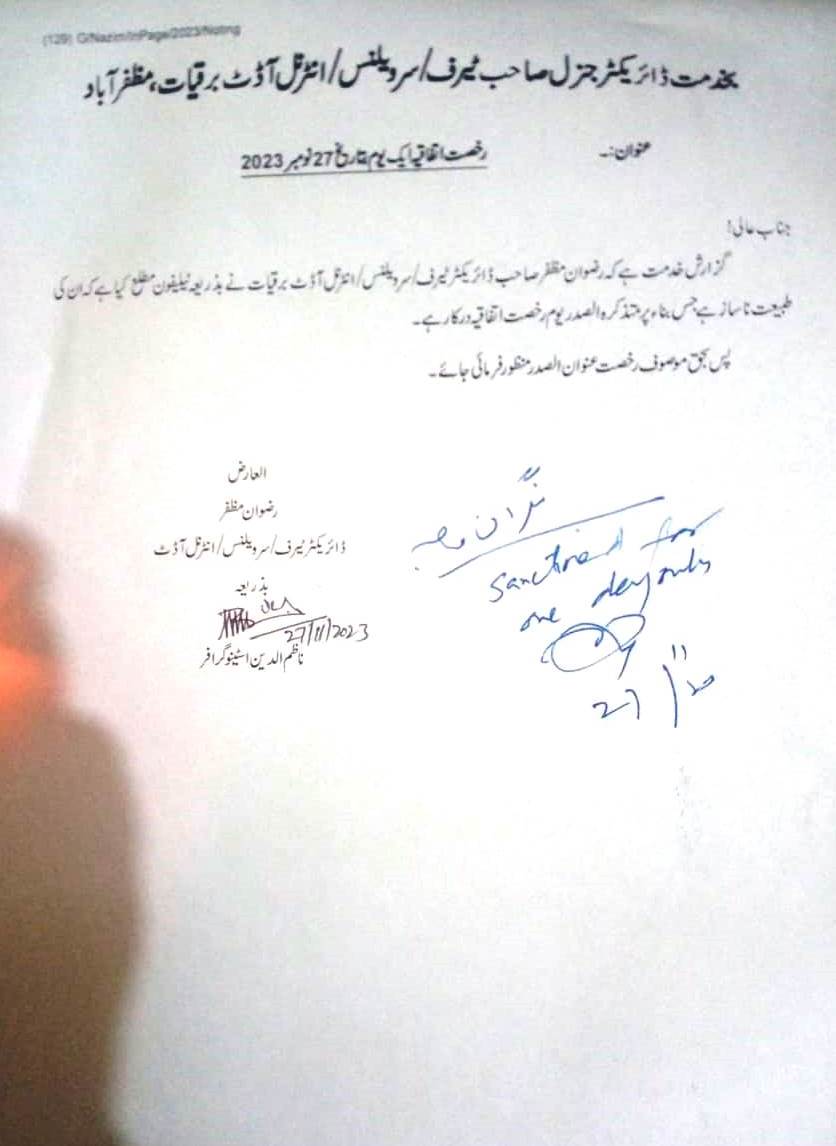 (129) G/Nazim/InPage/2023/Noting
بخدمت ڈائریکٹر جنرل صاحب ٹیرف/سرویلنس/انٹرنل آڈٹ برقیات، مظفرآباد
عنوان:۔ رخصت اتفاقیہ ایک یوم بتاریخ 27 نومبر 2023
جناب عالی!
گزارش خدمت ہے کہ رضوان مظفر صاحب ڈائریکٹر ٹیرف/سرویلنس/انٹرنل آڈٹ برقیات نے بذریعہ ٹیلیفون مطلع کیا ہے کہ ان کی
طبیعت ناساز ہے جس بناء پر متذکرہ الصدر یوم رخصت اتفاقیہ درکار ہے۔
پس بحق موصوف رخصت عنوان الصدر منظور فرمائی جائے۔
العارض
رضوان مظفر
ڈائریکٹر ٹیرف/سرویلنس/انٹرنل آڈٹ
بذریعہ
27/11/2023
ناظم الدین اسٹینوگرافر
نگران
Sanctioned for
one day only
27/11